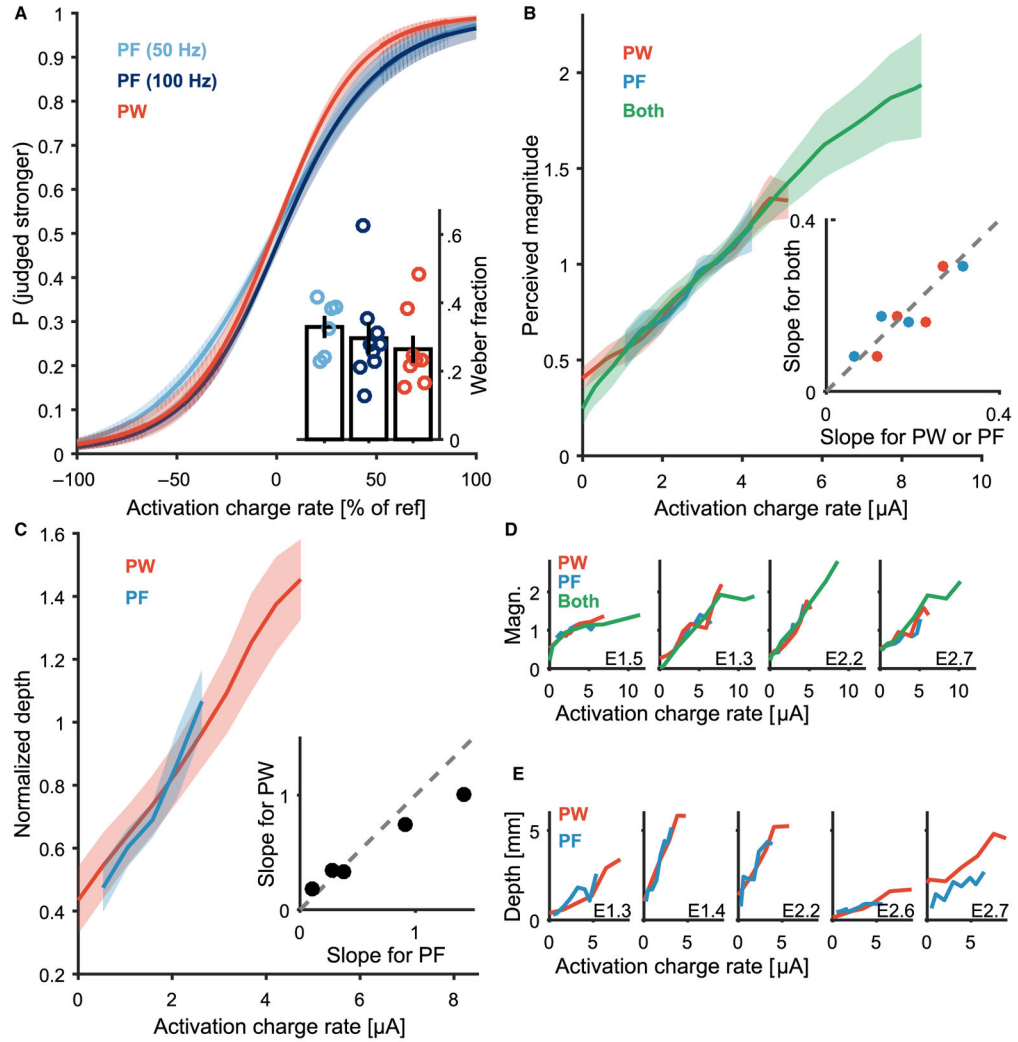 A
PF (50 Hz)
PF (100 Hz)
PW
P (judged stronger)
1
0.9
0.8
0.7
0.6
0.5
0.4
0.3
0.2
0.1
0
−100
−50
0
50
100
Activation charge rate [% of ref]
.6
.4
.2
0
Weber fraction
B
PW
PF
Both
Perceived magnitude
2
1.5
1
0.5
0
0
2
4
6
8
10
Activation charge rate [µA]
0.4
0
Slope for both
0
0.4
Slope for PW or PF
C
PW
PF
Normalized depth
1.6
1.4
1.2
1
0.8
0.6
0.4
0.2
0
2
4
6
8
Activation charge rate [µA]
1
0
Slope for PW
0
1
Slope for PF
D
PW
PF
Both
Magn.
2
1
0
E1.5
E1.3
E2.2
E2.7
0 5 10
0 5 10
0 5 10
0 5 10
Activation charge rate [µA]
E
PW
PF
Depth [mm]
5
0
E1.3
E1.4
E2.2
E2.6
E2.7
0 5
0 5
0 5
0 5
0 5
Activation charge rate [µA]